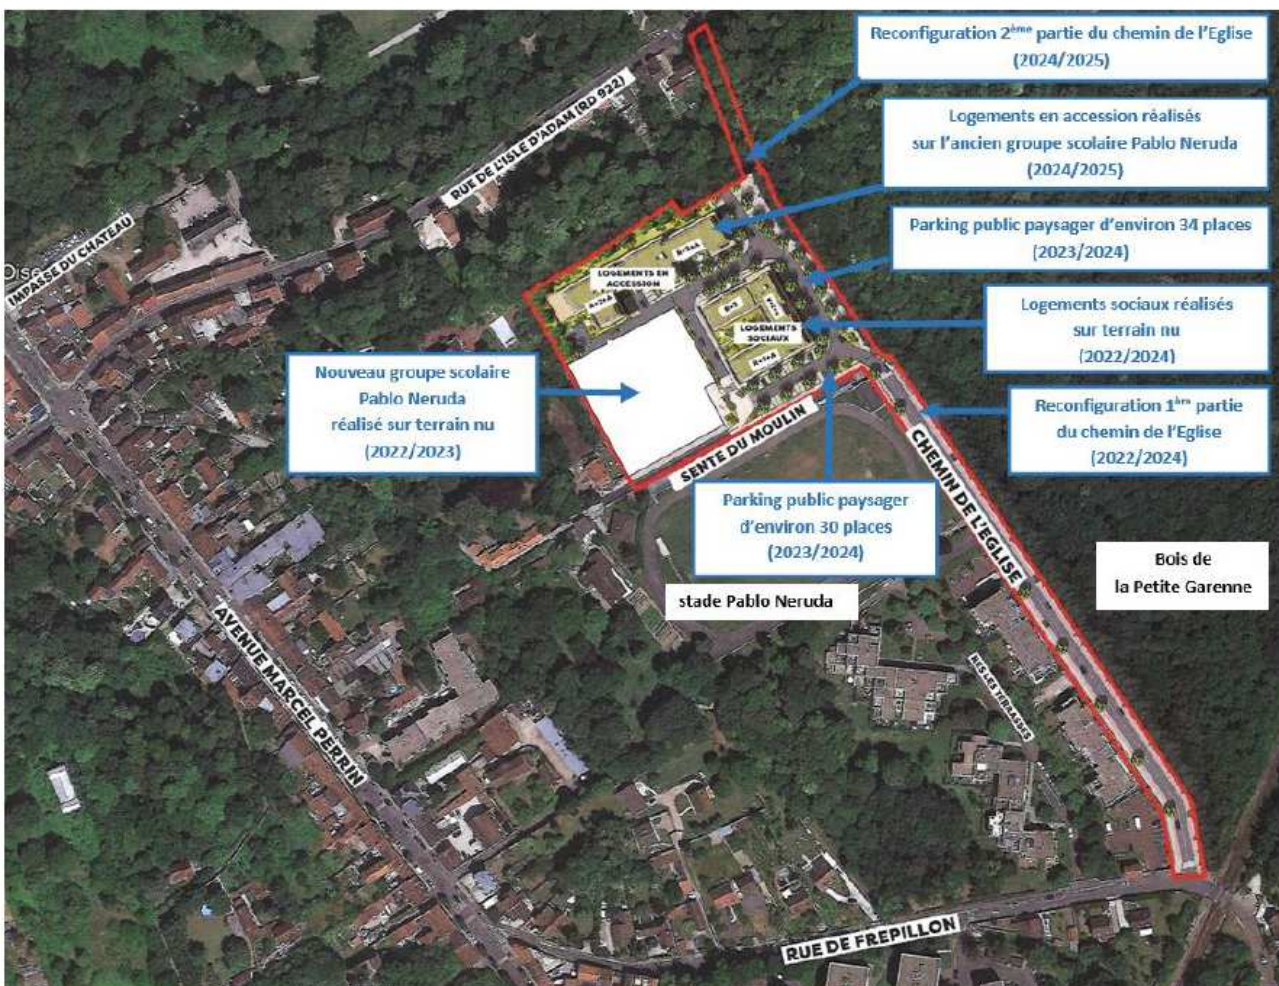 Reconfiguration 2ème partie du chemin de l'Eglise
(2024/2025)
Logements en accession réalisés
sur l'ancien groupe scolaire Pablo Neruda
(2024/2025)
Parking public paysager d'environ 34 places
(2023/2024)
Logements sociaux réalisés
sur terrain nu
(2022/2024)
Reconfiguration 1ère partie
du chemin de l'Eglise
(2022/2024)
Nouveau groupe scolaire
Pablo Neruda
réalisé sur terrain nu
(2022/2023)
Parking public paysager
d'environ 30 places
(2023/2024)
RUE DE L'ISLE D'ADAM (RD 922)
IMPASSE DU CHATEAU
Oise
LOGEMENTS EN
ACCESSION
LOGEMENTS
SOCIAUX
SENTE DU MOULIN
CHEMIN DE L'EGLISE
stade Pablo Neruda
Bois de
la Petite Garenne
RES LES TERRASSES
AVENUE MARCEL PERRIN
RUE DE FREPILLON